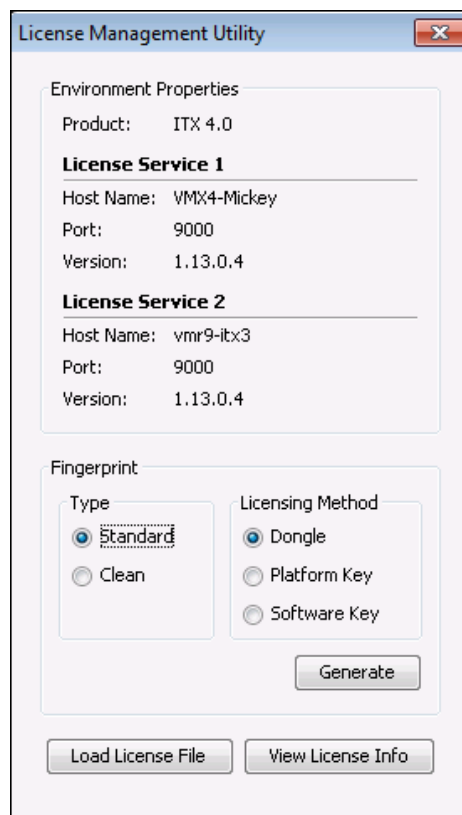 License Management Utility
Environment Properties
Product: ITX 4.0
License Service 1
Host Name: VMX4-Mickey
Port: 9000
Version: 1.13.0.4
License Service 2
Host Name: vmr9-itx3
Port: 9000
Version: 1.13.0.4
Fingerprint
Type
Standard
Clean
Licensing Method
Dongle
Platform Key
Software Key
Generate
Load License File
View License Info